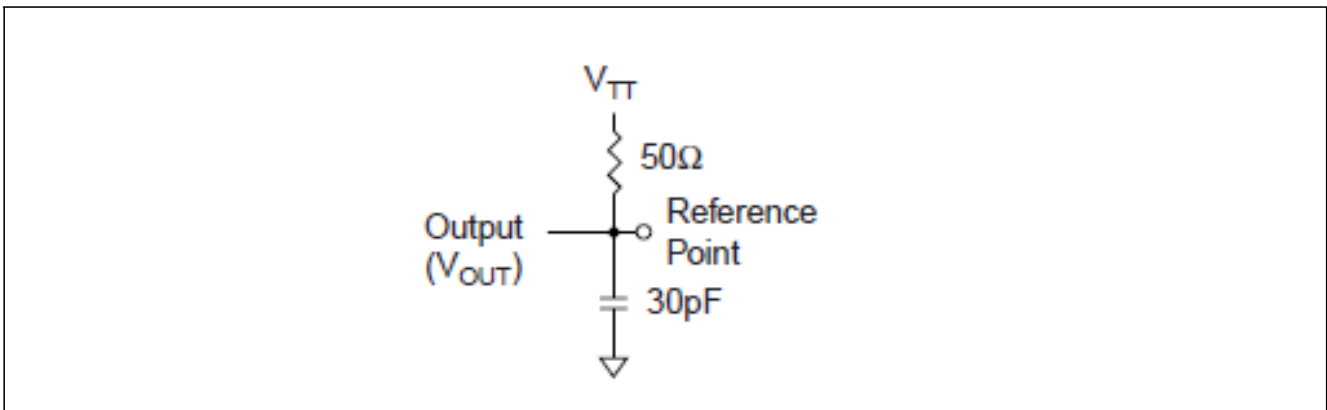 VTT
50Ω
Output
(VOUT)
Reference
Point
30pF